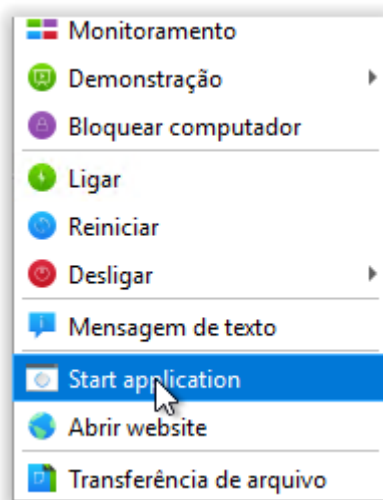 Monitoramento
Demonstração
Bloquear computador
Ligar
Reiniciar
Desligar
Mensagem de texto
Start application
Abrir website
Transferência de arquivo